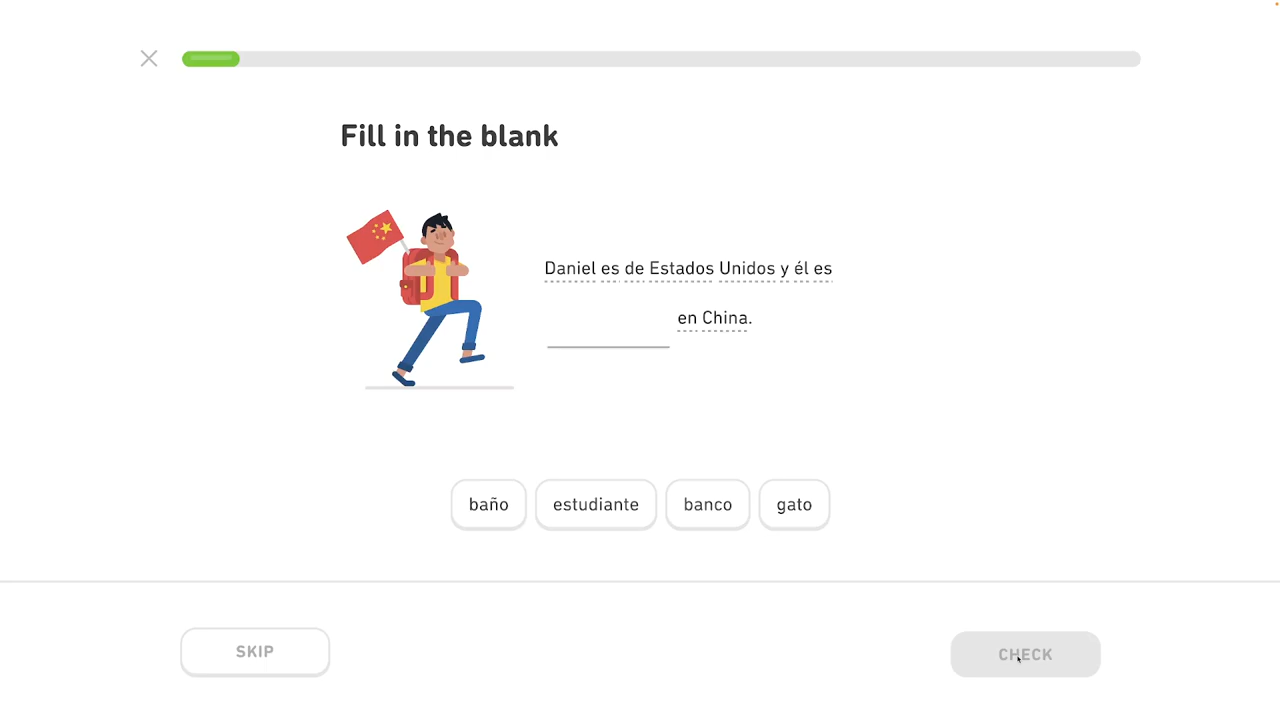 Fill in the blank
Daniel es de Estados Unidos y él es
en China.
baño estudiante banco gato
SKIP CHECK